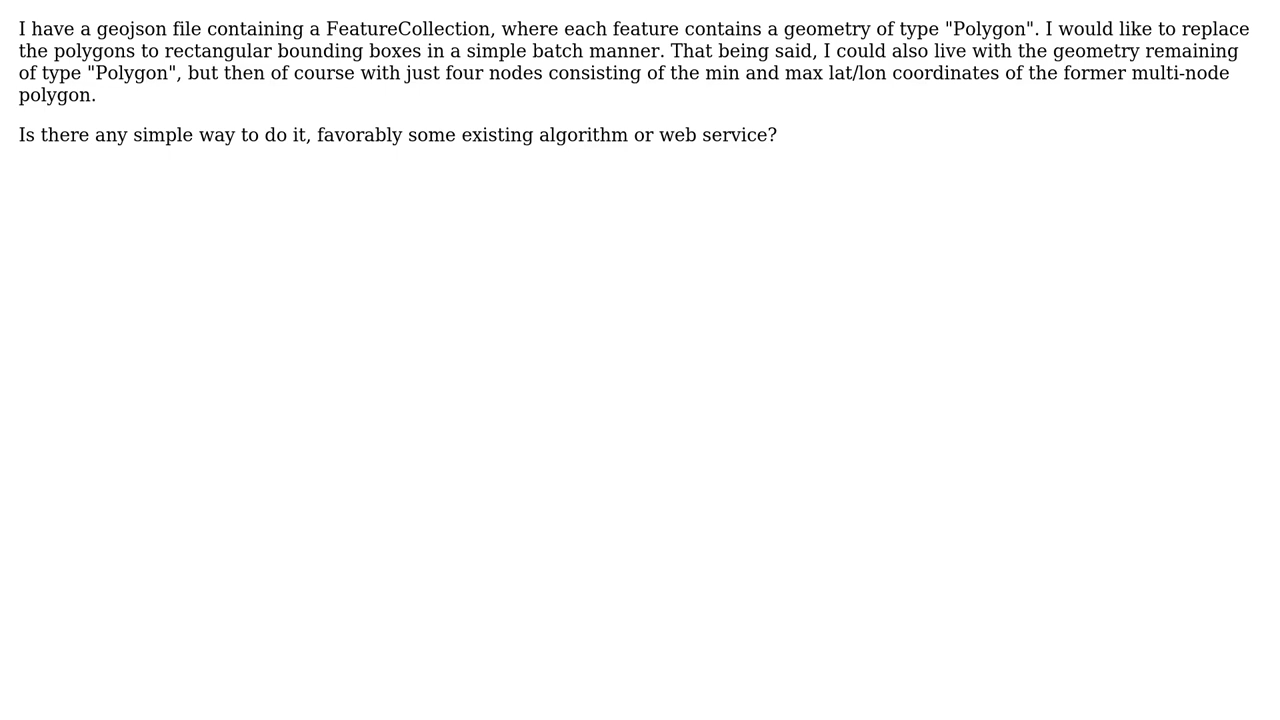 I have a geojson file containing a FeatureCollection, where each feature contains a geometry of type "Polygon". I would like to replace
the polygons to rectangular bounding boxes in a simple batch manner. That being said, I could also live with the geometry remaining
of type "Polygon", but then of course with just four nodes consisting of the min and max lat/lon coordinates of the former multi-node
polygon.
Is there any simple way to do it, favorably some existing algorithm or web service?